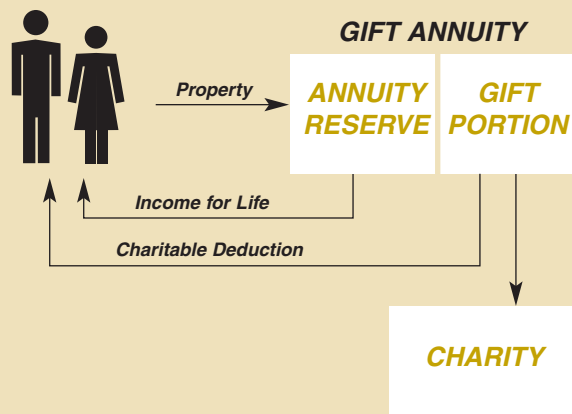 GIFT ANNUITY
Property
ANNUITY
RESERVE
GIFT
PORTION
Income for Life
Charitable Deduction
CHARITY